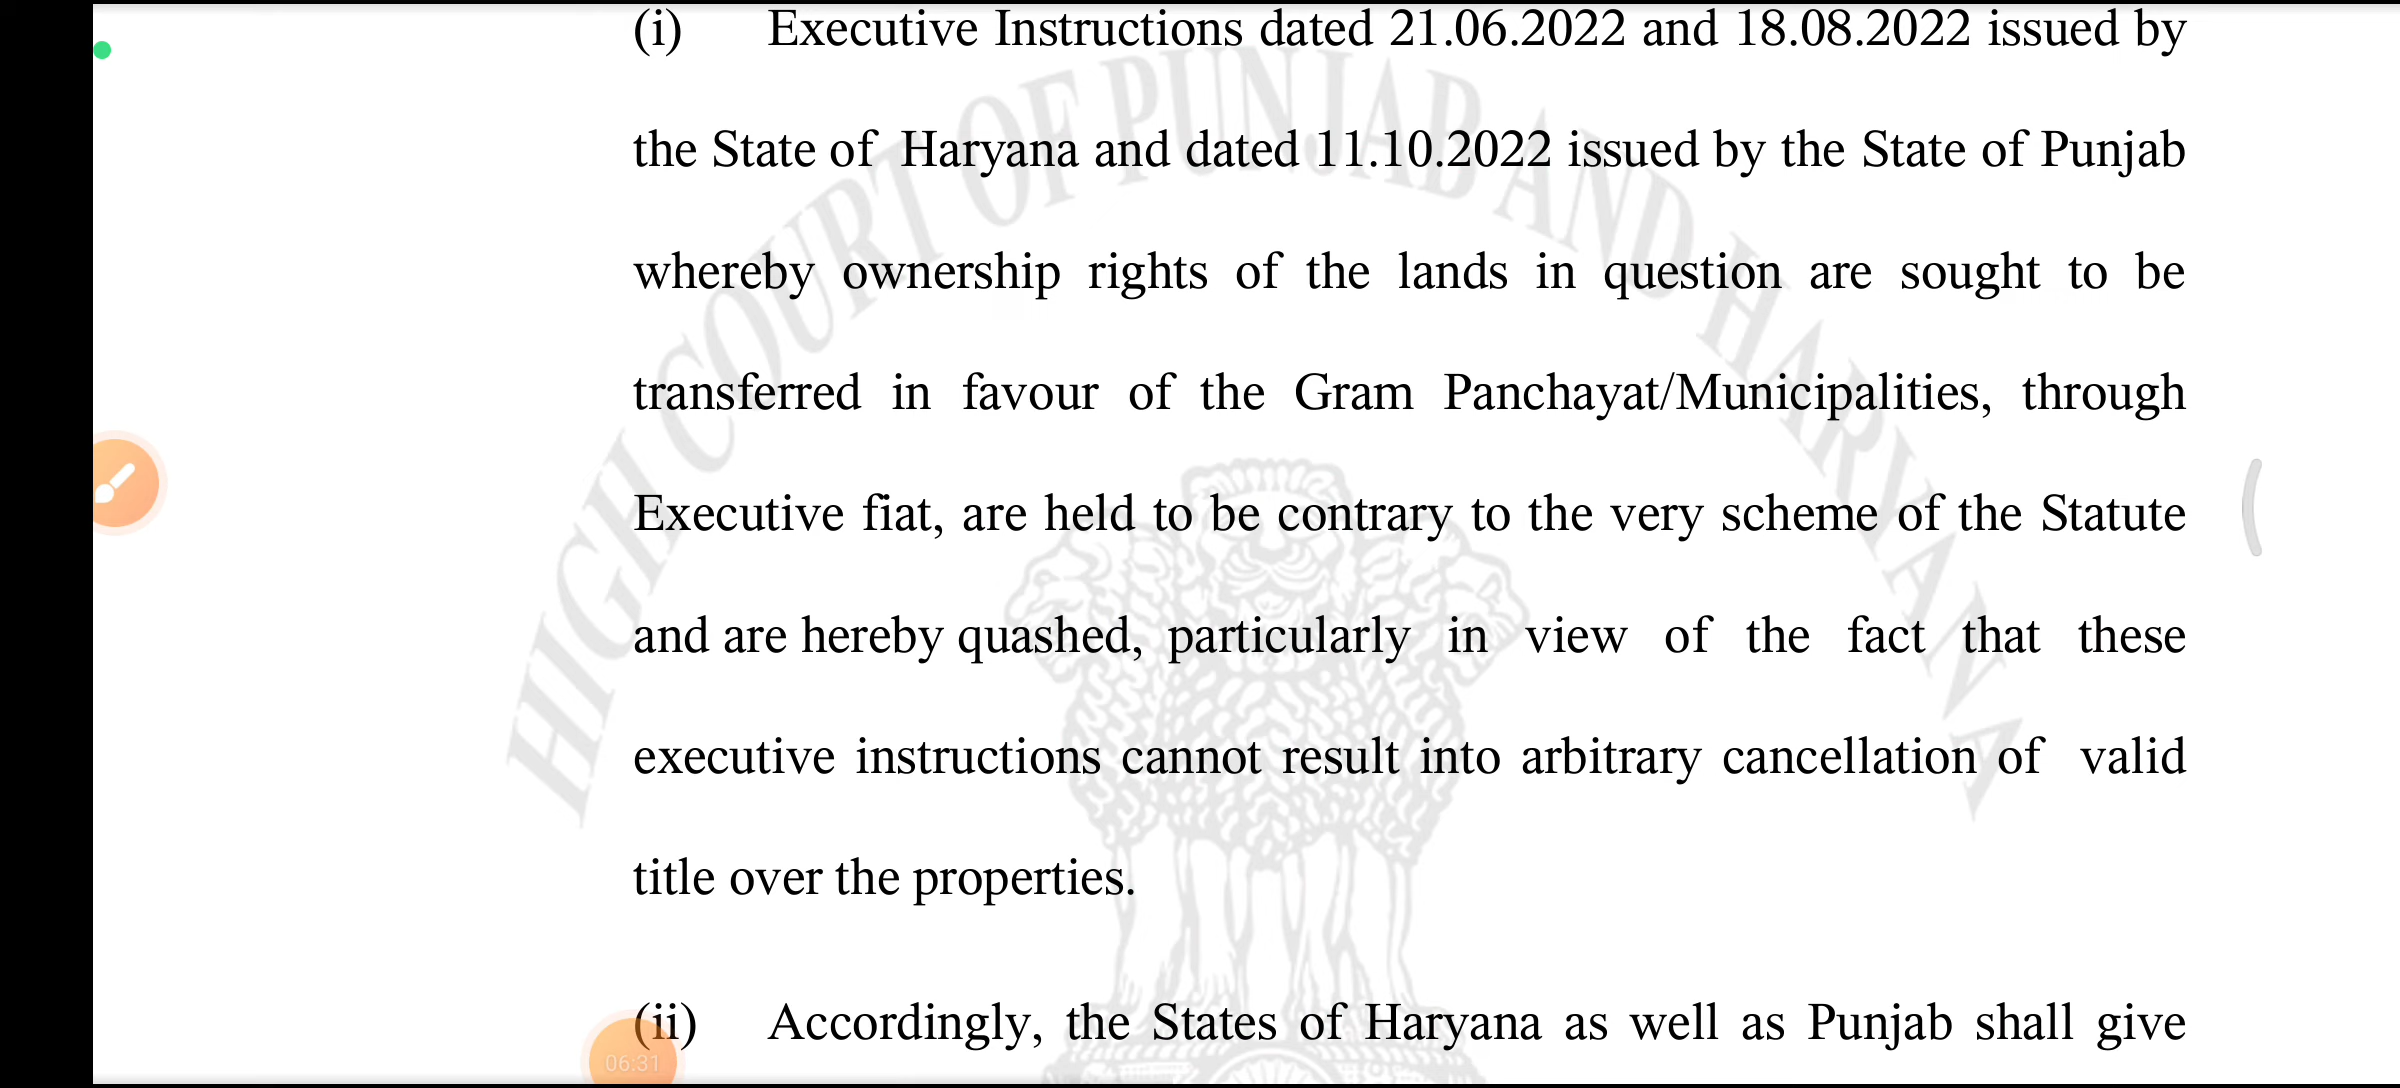 (i) Executive Instructions dated 21.06.2022 and 18.08.2022 issued by
the State of Haryana and dated 11.10.2022 issued by the State of Punjab
whereby ownership rights of the lands in question are sought to be
transferred in favour of the Gram Panchayat/Municipalities, through
Executive fiat, are held to be contrary to the very scheme of the Statute
and are hereby quashed, particularly in view of the fact that these
executive instructions cannot result into arbitrary cancellation of valid
title over the properties.
(ii) Accordingly, the States of Haryana as well as Punjab shall give
HIGH COURT OF PUNJAB AND HARYANA
06:31